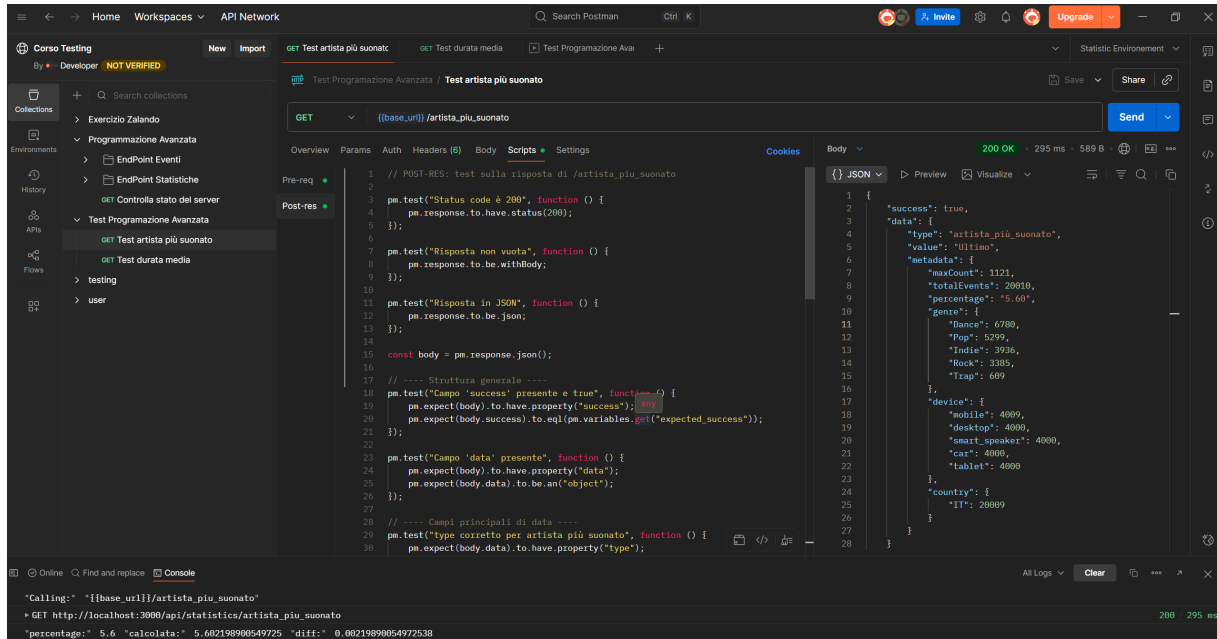 Home Workspaces API Network Search Postman Ctrl K Invite Upgrade
Corso Testing New Import
By Developer NOT VERIFIED
GET Test artista più suonatc GET Test durata media Test Programazione Avar Statistic Environement
HTTP Test Programazione Avanzata / Test artista più suonato Save Share
Collections
Environments
History
APIs
Flows
Search collections
Exercizio Zalando
Programmazione Avanzata
EndPoint Eventi
EndPoint Statistiche
GET Controlla stato del server
Test Programazione Avanzata
GET Test artista più suonato
GET Test durata media
testing
user
GET {{base_url}} /artista_piu_suonato Send
Overview Params Auth Headers (6) Body Scripts Settings Cookies
Pre-req
Post-res
1 // POST-RES: test sulla risposta di /artista_piu_suonato
2
3 pm.test("Status code è 200", function () {
4 pm.response.to.have.status(200);
5 });
6
7 pm.test("Risposta non vuota", function () {
8 pm.response.to.be.withBody;
9 });
10
11 pm.test("Risposta in JSON", function () {
12 pm.response.to.be.json;
13 });
14
15 const body = pm.response.json();
16
17 // ---- Struttura generale ----
18 pm.test("Campo 'success' presente e true", function () {
19 pm.expect(body).to.have.property("success");
any
20 pm.expect(body.success).to.eql(pm.variables.get("expected_success"));
21 });
22
23 pm.test("Campo 'data' presente", function () {
24 pm.expect(body).to.have.property("data");
25 pm.expect(body.data).to.be.an("object");
26 });
27
28 // ---- Campi principali di data ----
29 pm.test("type corretto per artista più suonato", function () {
30 pm.expect(body.data).to.have.property("type");
Body 200 OK 295 ms 589 B
{} JSON Preview Visualize
1 {
2 "success": true,
3 "data": {
4 "type": "artista_più_suonato",
5 "value": "Ultimo",
6 "metadata": {
7 "maxCount": 1121,
8 "totalEvents": 20010,
9 "percentage": "5.60",
10 "genre": {
11 "Dance": 6780,
12 "Pop": 5299,
13 "Indie": 3936,
14 "Rock": 3385,
15 "Trap": 609
16 },
17 "device": {
18 "mobile": 4009,
19 "desktop": 4000,
20 "smart_speaker": 4000,
21 "car": 4000,
22 "tablet": 4000
23 },
24 "country": {
25 "IT": 20009
26 }
27 }
28 }
Online Find and replace Console All Logs Clear
"Calling:" "{{base_url}}/artista_piu_suonato"
GET http://localhost:3000/api/statistics/artista_piu_suonato 200 295 ms
"percentage:" 5.6 "calcolata:" 5.602198900549725 "diff:" 0.00219890054972538